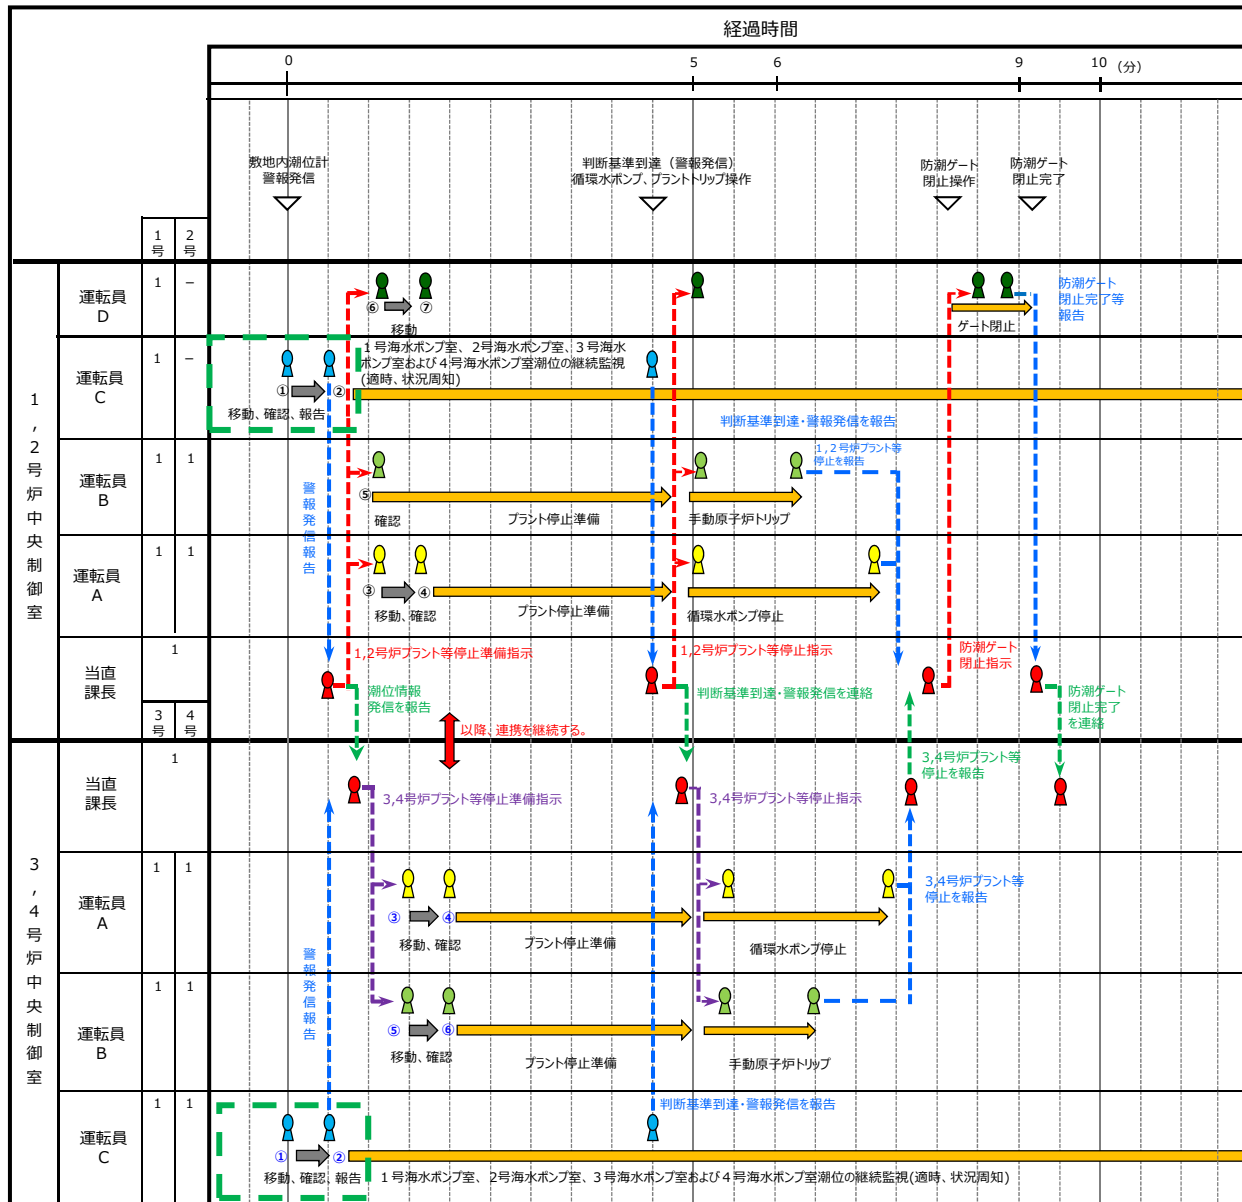 経過時間
0
5
6
9
10
(分)
敷地内潮位計
警報発信
判断基準到達（警報発信）
循環水ポンプ、プラントトリップ操作
防潮ゲート
閉止操作
防潮ゲート
閉止完了
1
号
2
号
1,2号炉中央制御室
運転員
D
1
－
⑥
⑦
移動
ゲート閉止
防潮ゲート
閉止完了等
報告
運転員
C
1
－
①
②
移動、確認、報告
１号海水ポンプ室、２号海水ポンプ室、３号海水
ポンプ室および４号海水ポンプ室潮位の継続監視
(適時、状況周知)
判断基準到達・警報発信を報告
運転員
B
1
1
警報発信報告
⑤
確認
プラント停止準備
手動原子炉トリップ
1,２号炉プラント等
停止を報告
運転員
A
1
1
③
④
移動、確認
プラント停止準備
循環水ポンプ停止
当直
課長
1
1,2号炉プラント等停止準備指示
潮位情報
発信を報告
1,2号炉プラント等停止指示
判断基準到達・警報発信を連絡
防潮ゲート
閉止指示
防潮ゲート
閉止完了
を連絡
以降、連携を継続する。
3
号
4
号
3,4号炉中央制御室
当直
課長
1
3,4号炉プラント等停止準備指示
3,4号炉プラント等停止指示
3,4号炉プラント等
停止を報告
運転員
A
1
1
③
④
移動、確認
プラント停止準備
循環水ポンプ停止
3,4号炉プラント等
停止を報告
警報発信報告
運転員
B
1
1
⑤
⑥
移動、確認
プラント停止準備
手動原子炉トリップ
運転員
C
1
1
①
②
移動、確認、報告
判断基準到達・警報発信を報告
１号海水ポンプ室、２号海水ポンプ室、３号海水ポンプ室および４号海水ポンプ室潮位の継続監視(適時、状況周知)